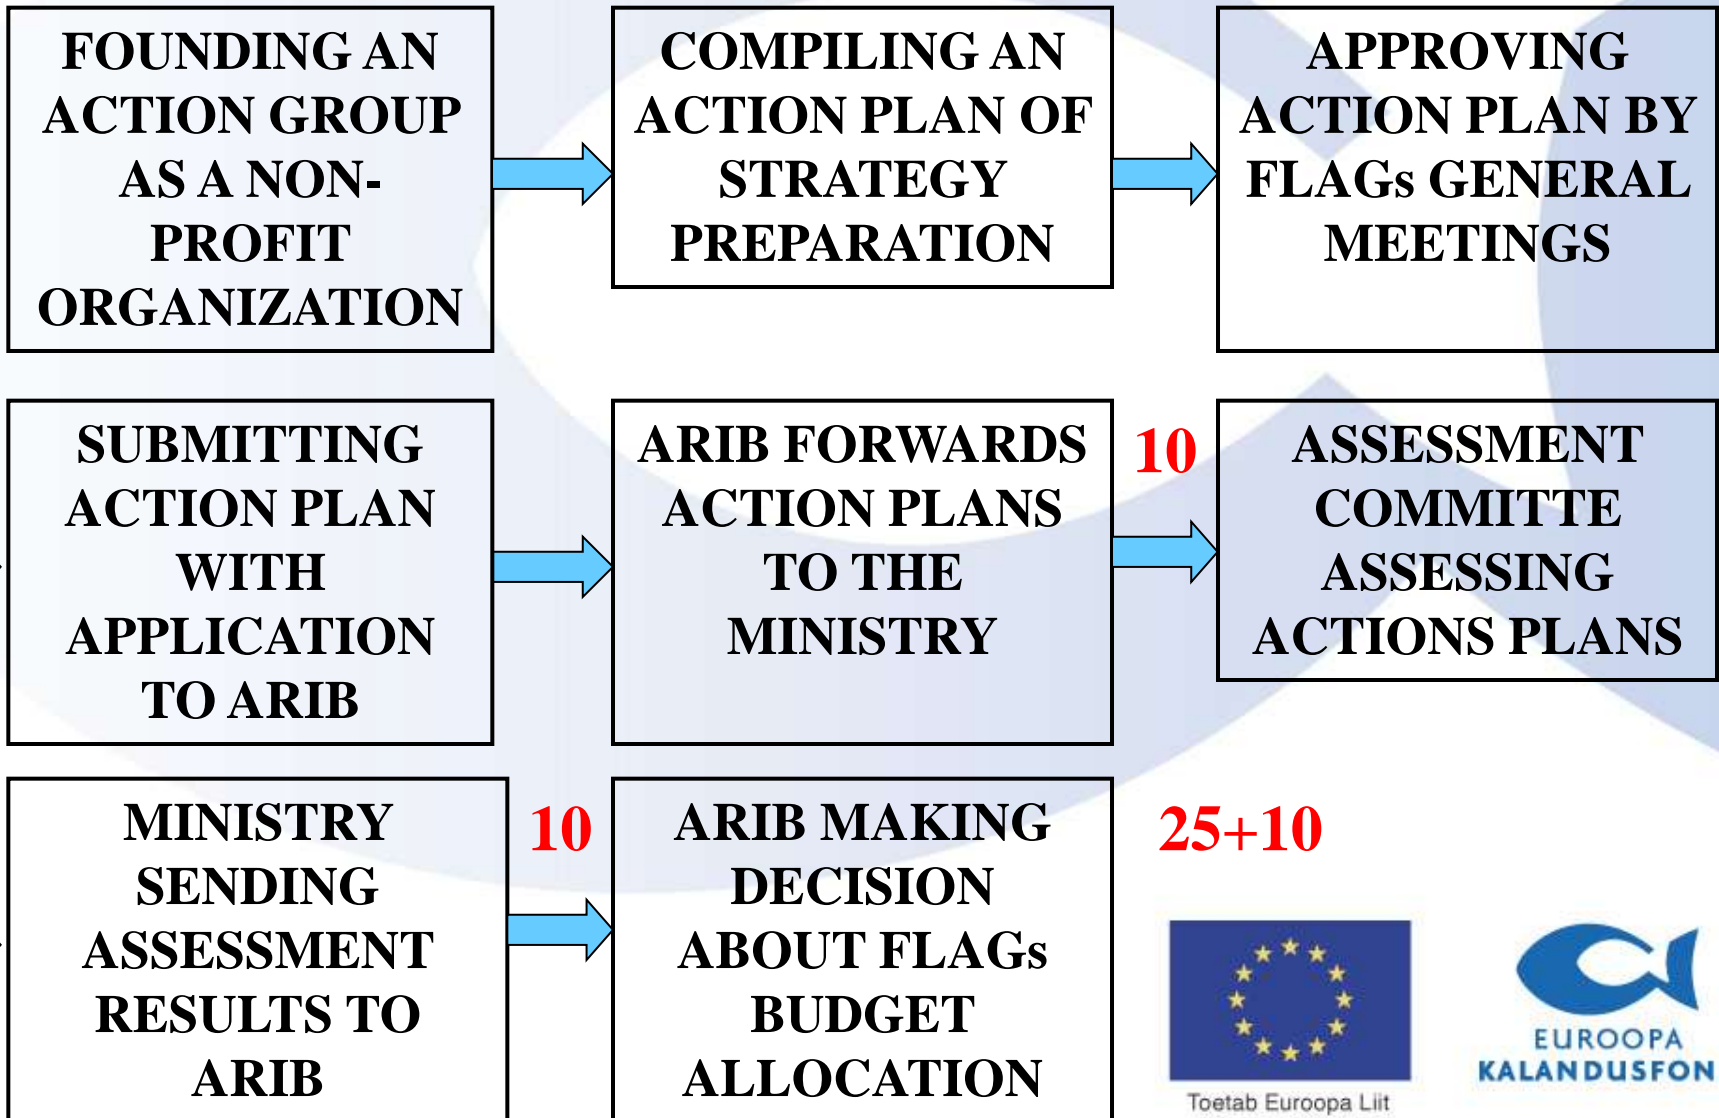 FOUNDING AN
ACTION GROUP
AS A NON-
PROFIT
ORGANIZATION
COMPILING AN
ACTION PLAN OF
STRATEGY
PREPARATION
APPROVING
ACTION PLAN BY
FLAGs GENERAL
MEETINGS
SUBMITTING
ACTION PLAN
WITH
APPLICATION
TO ARIB
ARIB FORWARDS
ACTION PLANS
TO THE
MINISTRY
10
ASSESSMENT
COMMITTE
ASSESSING
ACTIONS PLANS
MINISTRY
SENDING
ASSESSMENT
RESULTS TO
ARIB
10
ARIB MAKING
DECISION
ABOUT FLAGs
BUDGET
ALLOCATION
25+10
Toetab Euroopa Liit
EUROOPA
KALANDUSFON